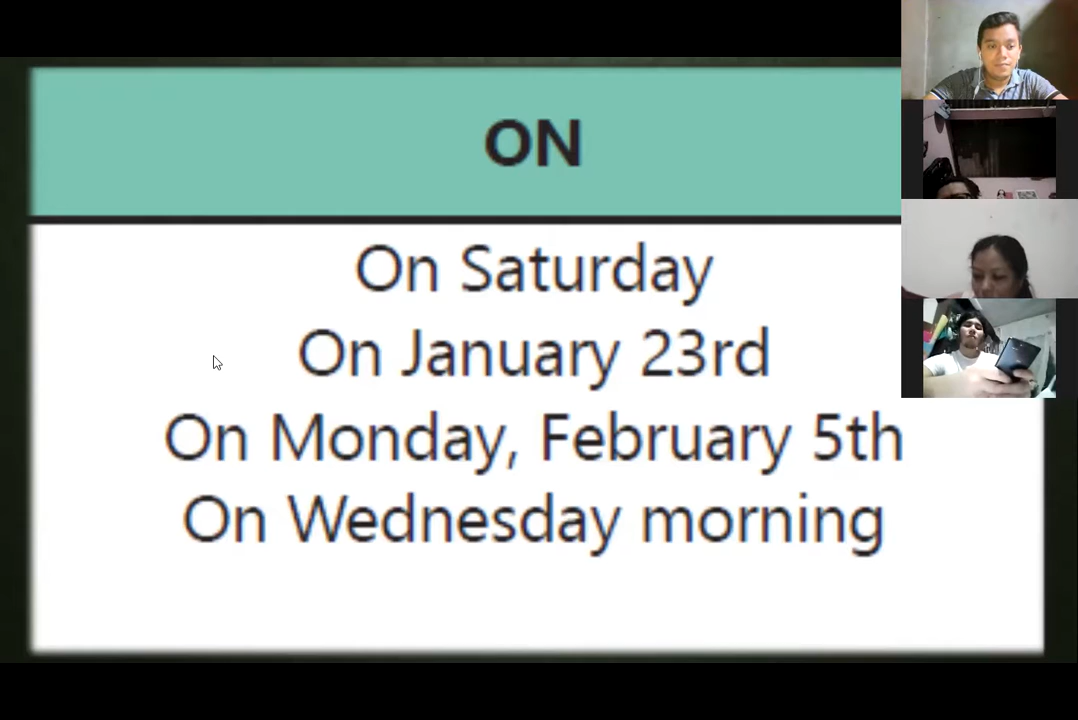 ON
On Saturday
On January 23rd
On Monday, February 5th
On Wednesday morning